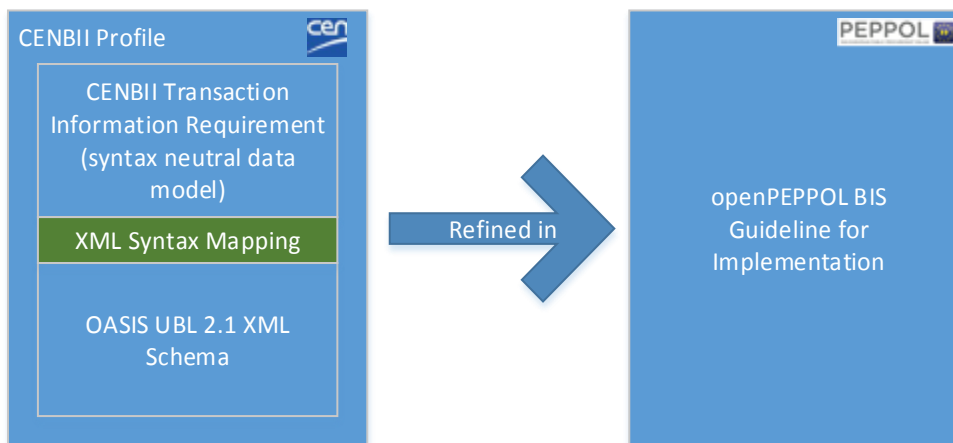 CENBII Profile
cen
CENBII Transaction
Information Requirement
(syntax neutral data
model)
XML Syntax Mapping
OASIS UBL 2.1 XML
Schema
Refined in
PEPPOL
openPEPPOL BIS
Guideline for
Implementation